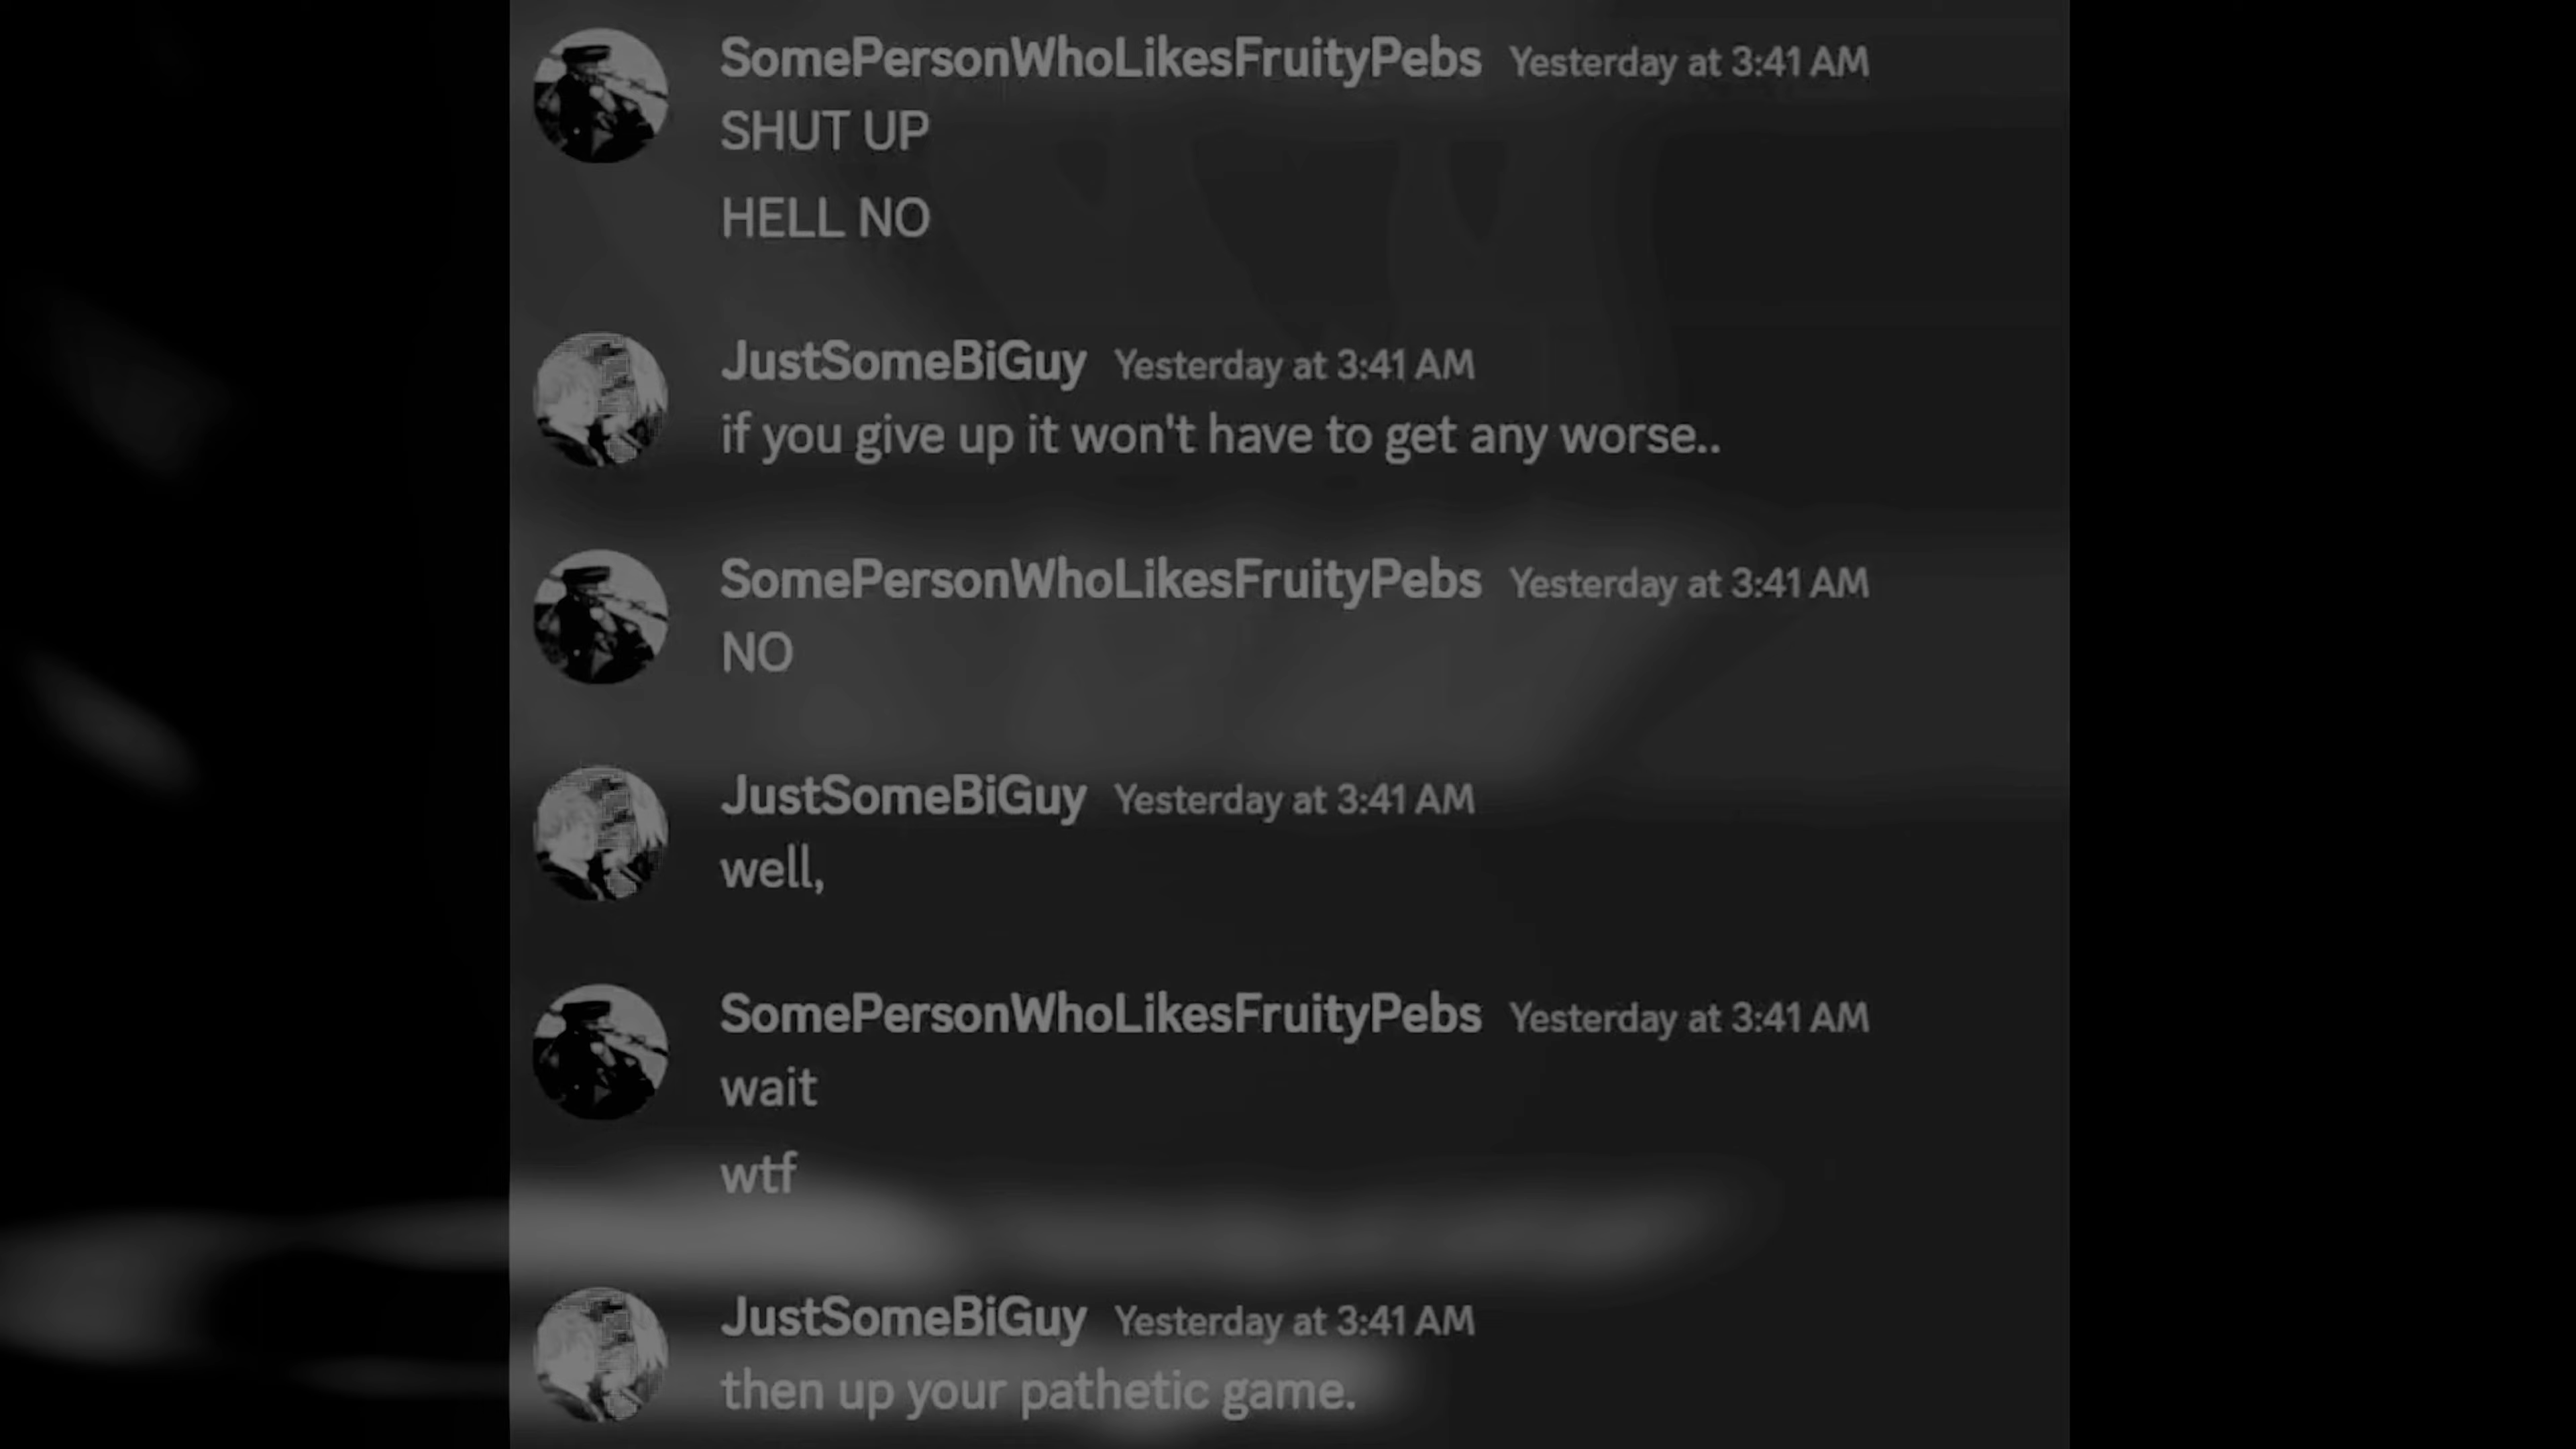 SomePersonWhoLikesFruityPebs Yesterday at 3:41 AM
SHUT UP
HELL NO
JustSomeBiGuy Yesterday at 3:41 AM
if you give up it won't have to get any worse..
SomePersonWhoLikesFruityPebs Yesterday at 3:41 AM
NO
JustSomeBiGuy Yesterday at 3:41 AM
well,
SomePersonWhoLikesFruityPebs Yesterday at 3:41 AM
wait
wtf
JustSomeBiGuy Yesterday at 3:41 AM
then up your pathetic game.